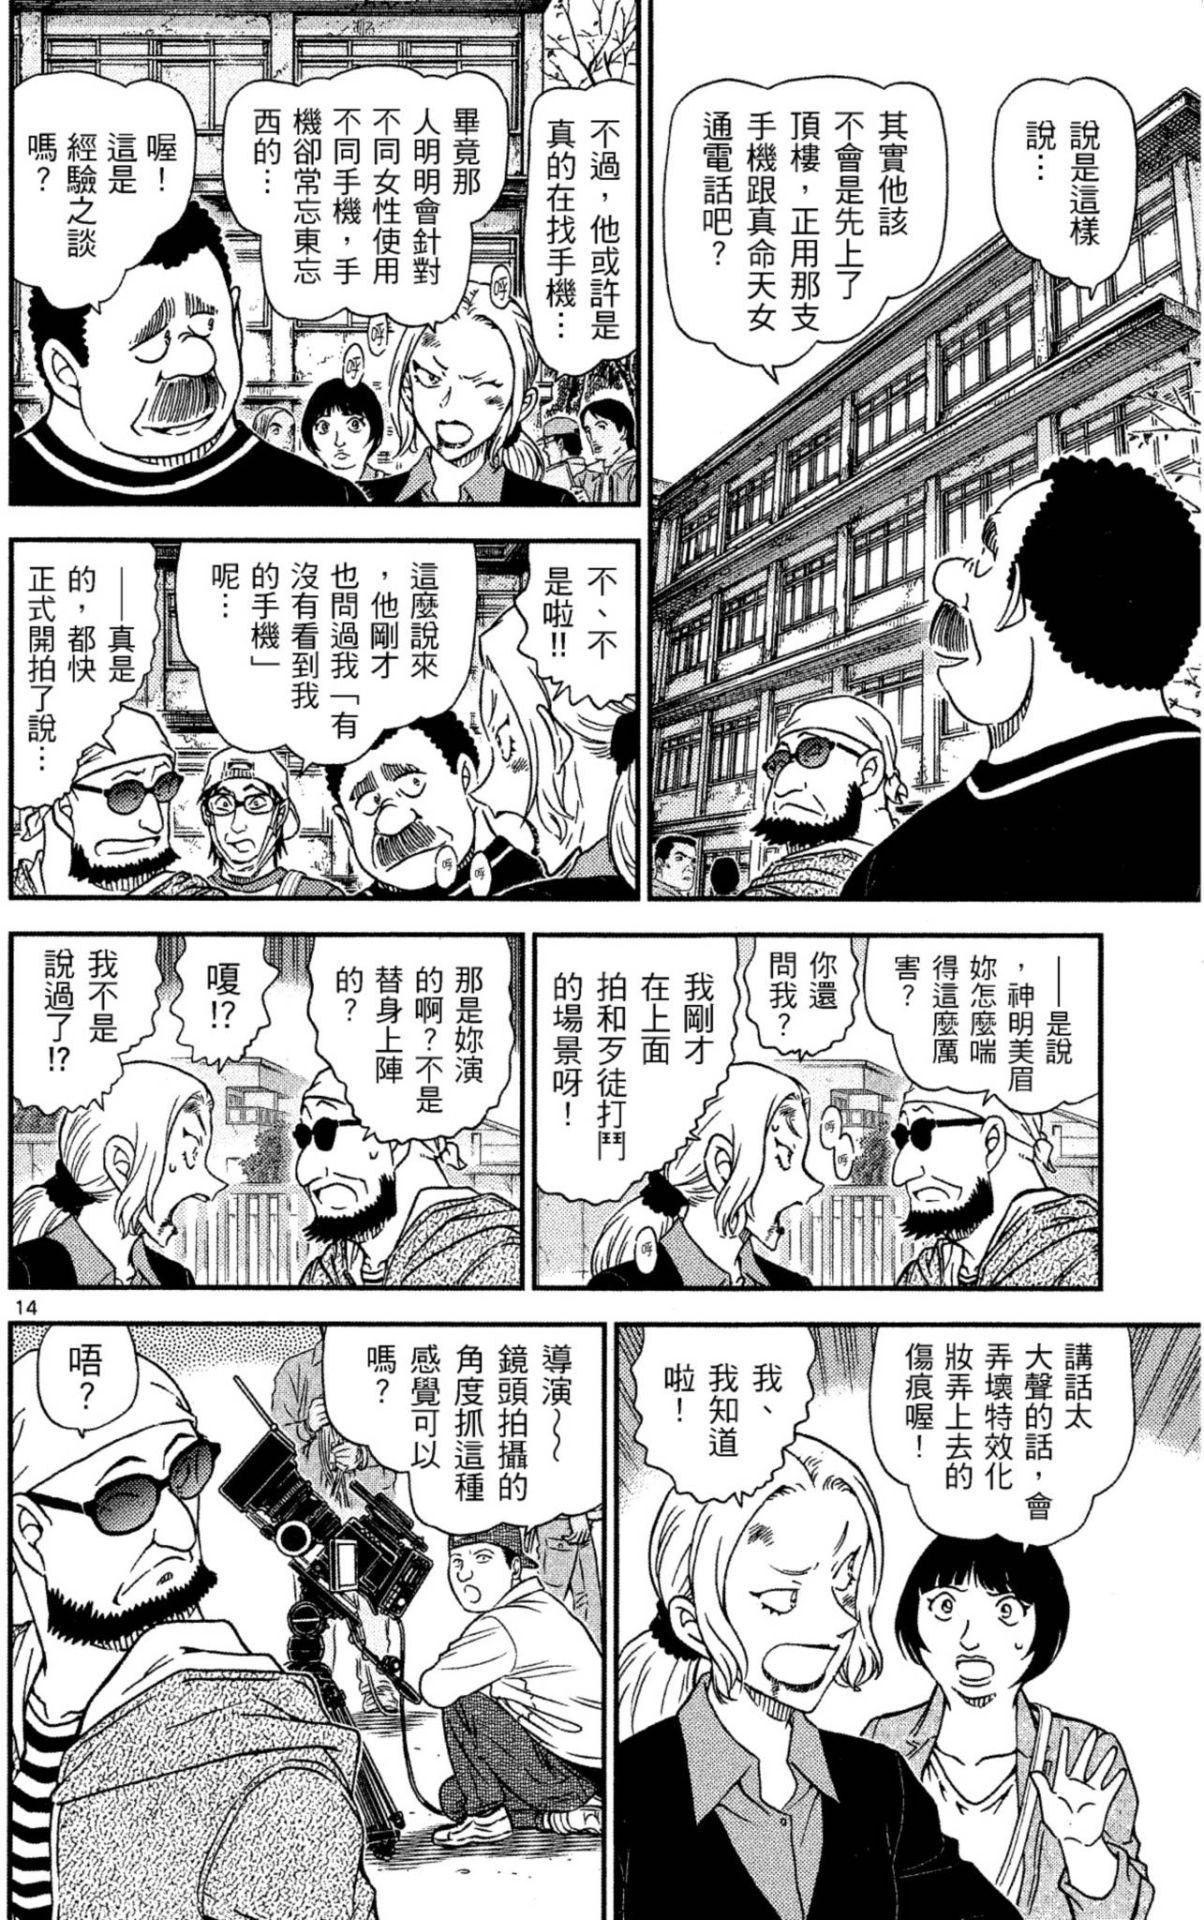 說是這樣
說⋯
其實他該
不會是先上了
頂樓，正用那支
手機跟真命天女
通電話吧？
不過，他或許是
真的在找手機⋯
畢竟那
人明明會針對
不同女性使用
不同手機，手
機卻常忘東忘
西的⋯
喔！
這是
經驗之談
嗎？
呼
呼
呼
不、不
是啦!!
這麼說來
，他剛才
也問過我「有
沒有看到我
的手機」
呢⋯
——真是
的，都快
正式開拍了說⋯
呼
呼
——是說
，神明美眉
妳怎麼喘
得這麼厲
害？
你還
問我？
我剛才
在上面
拍和歹徒打鬥
的場景呀！
呼
呼
呼
那是妳演
的啊？不是
替身上陣
的？
嗄!?
我不是
說過了!?
14
講話太
大聲的話，會
弄壞特效化
妝弄上去的
傷痕喔！
我、
我知道
啦！
導演～
鏡頭拍攝的
角度抓這種
感覺可以
嗎？
唔？